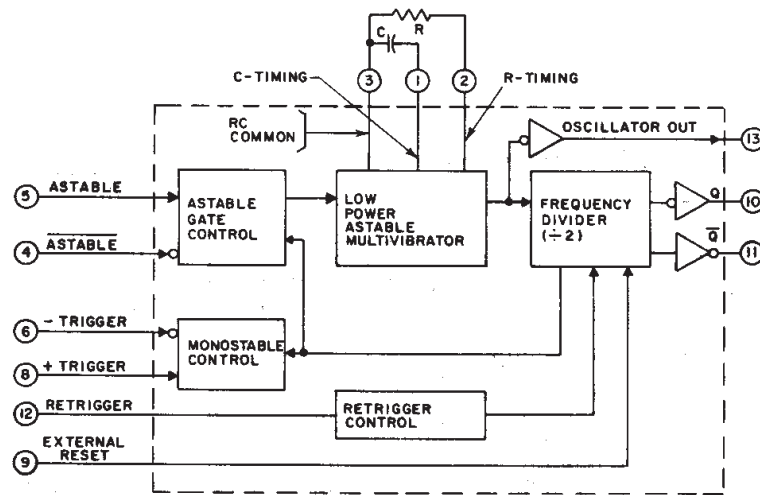 R
C
3
1
2
C-TIMING
R-TIMING
RC
COMMON
OSCILLATOR OUT
13
5
ASTABLE
ASTABLE
GATE
CONTROL
LOW
POWER
ASTABLE
MULTIVIBRATOR
FREQUENCY
DIVIDER
(÷2)
Q
10
4
A̅S̅T̅A̅B̅L̅E̅
Q̅
11
6
- TRIGGER
MONOSTABLE
CONTROL
8
+ TRIGGER
12
RETRIGGER
RETRIGGER
CONTROL
EXTERNAL
RESET
9